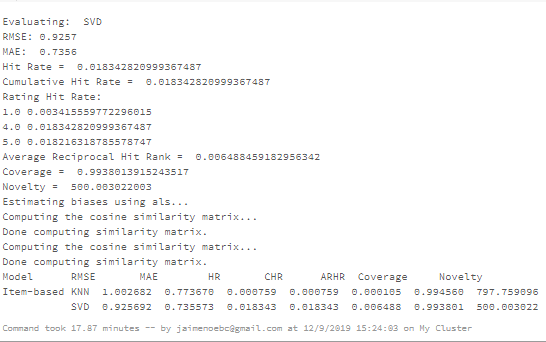 Evaluating: SVD
RMSE: 0.9257
MAE: 0.7356
Hit Rate = 0.018342820999367487
Cumulative Hit Rate = 0.018342820999367487
Rating Hit Rate:
1.0 0.003415559772296015
4.0 0.018342820999367487
5.0 0.018216318785578747
Average Reciprocal Hit Rank = 0.006488459182956342
Coverage = 0.9938013915243517
Novelty = 500.003022003
Estimating biases using als...
Computing the cosine similarity matrix...
Done computing similarity matrix.
Computing the cosine similarity matrix...
Done computing similarity matrix.
Model RMSE MAE HR CHR ARHR Coverage Novelty
Item-based KNN 1.002682 0.773670 0.000759 0.000759 0.000105 0.994560 797.759096
SVD 0.925692 0.735573 0.018343 0.018343 0.006488 0.993801 500.003022
Command took 17.87 minutes -- by jaimenoebc@gmail.com at 12/9/2019 15:24:03 on My Cluster